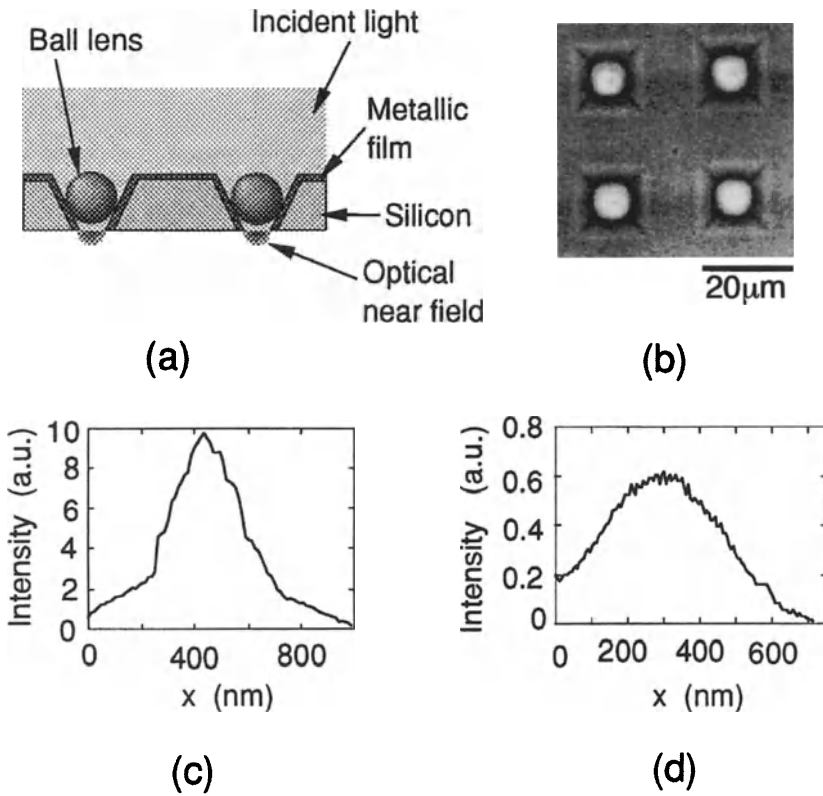 Ball lens
Incident light
Metallic
film
Silicon
Optical
near field
(a)
20μm
(b)
Intensity (a.u.)
10
8
6
4
2
0
0
400
800
x (nm)
(c)
Intensity (a.u.)
0.8
0.6
0.4
0.2
0
0
200
400
600
x (nm)
(d)